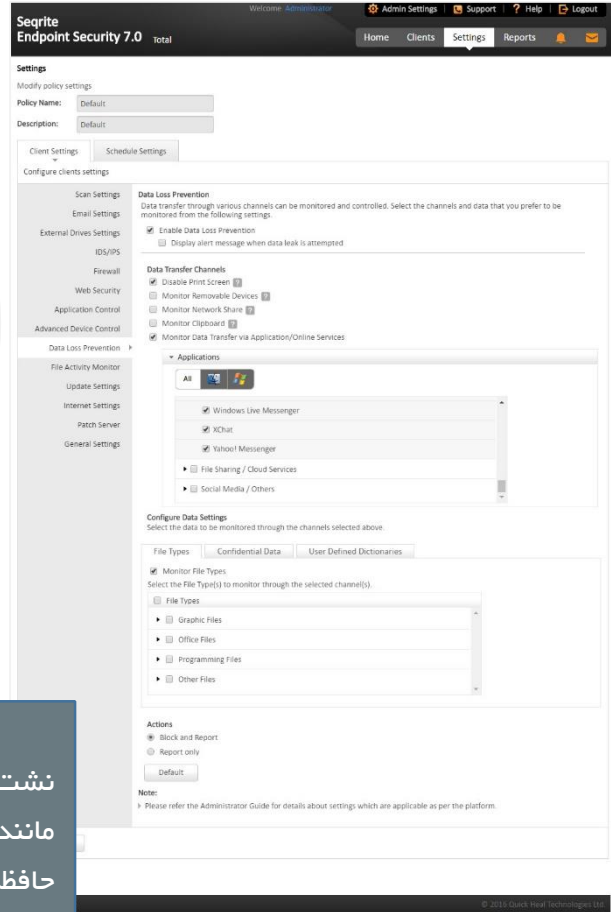 Welcome Administrator
Admin Settings | Support | ? Help | Logout
Seqrite
Endpoint Security 7.0 Total
Home Clients Settings Reports
Settings
Modify policy settings
Policy Name: Default
Description: Default
Client Settings Schedule Settings
Configure clients settings
Scan Settings
Email Settings
External Drives Settings
IDS/IPS
Firewall
Web Security
Application Control
Advanced Device Control
Data Loss Prevention
File Activity Monitor
Update Settings
Internet Settings
Patch Server
General Settings
Data Loss Prevention
Data transfer through various channels can be monitored and controlled. Select the channels and data that you prefer to be
monitored from the following settings.
Enable Data Loss Prevention
Display alert message when data leak is attempted
Data Transfer Channels
Disable Print Screen ?
Monitor Removable Devices ?
Monitor Network Share ?
Monitor Clipboard ?
Monitor Data Transfer via Application/Online Services
Applications
All
Windows Live Messenger
XChat
Yahoo! Messenger
File Sharing / Cloud Services
Social Media / Others
Configure Data Settings
Select the data to be monitored through the channels selected above.
File Types Confidential Data User Defined Dictionaries
Monitor File Types
Select the File Type(s) to monitor through the selected channel(s).
File Types
Graphic Files
Office Files
Programming Files
Other Files
Actions
Block and Report
Report only
Default
Note:
Please refer the Administrator Guide for details about settings which are applicable as per the platform.
نشت
مانند
حافظ
© 2016 Quick Heal Technologies Ltd.